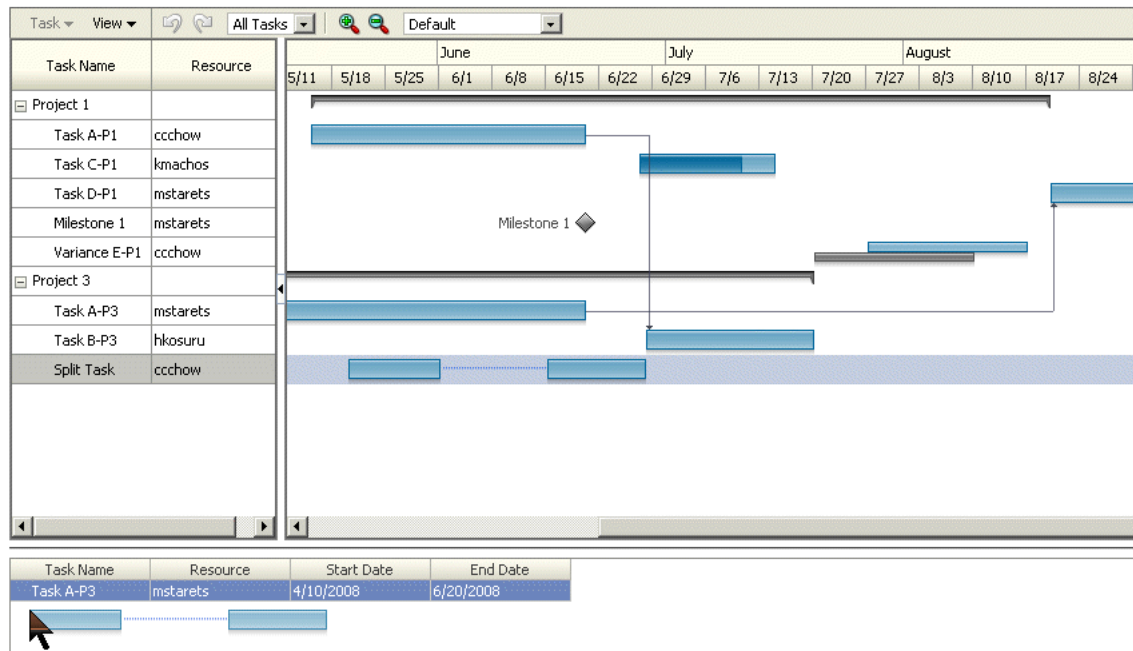 Task View All Tasks Default
Task Name Resource
June July August
5/11 5/18 5/25 6/1 6/8 6/15 6/22 6/29 7/6 7/13 7/20 7/27 8/3 8/10 8/17 8/24
Project 1
Task A-P1 ccchow
Task C-P1 kmachos
Task D-P1 mstarets
Milestone 1 mstarets Milestone 1
Variance E-P1 ccchow
Project 3
Task A-P3 mstarets
Task B-P3 hkosuru
Split Task ccchow
Task Name Resource Start Date End Date
Task A-P3 mstarets 4/10/2008 6/20/2008